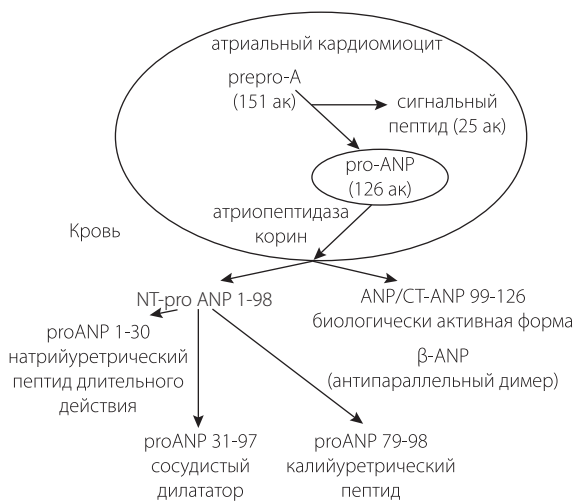 атриальный кардиомиоцит
prepro-A
(151 ак)
сигнальный
пептид (25 ак)
pro-ANP
(126 ак)
атриопептидаза
корин
Кровь
NT-pro ANP 1-98
ANP/CT-ANP 99-126
биологически активная форма
proANP 1-30
натрийуретрический
пептид длительного
действия
β-ANP
(антипараллельный димер)
proANP 31-97
сосудистый
дилататор
proANP 79-98
калийуретрический
пептид